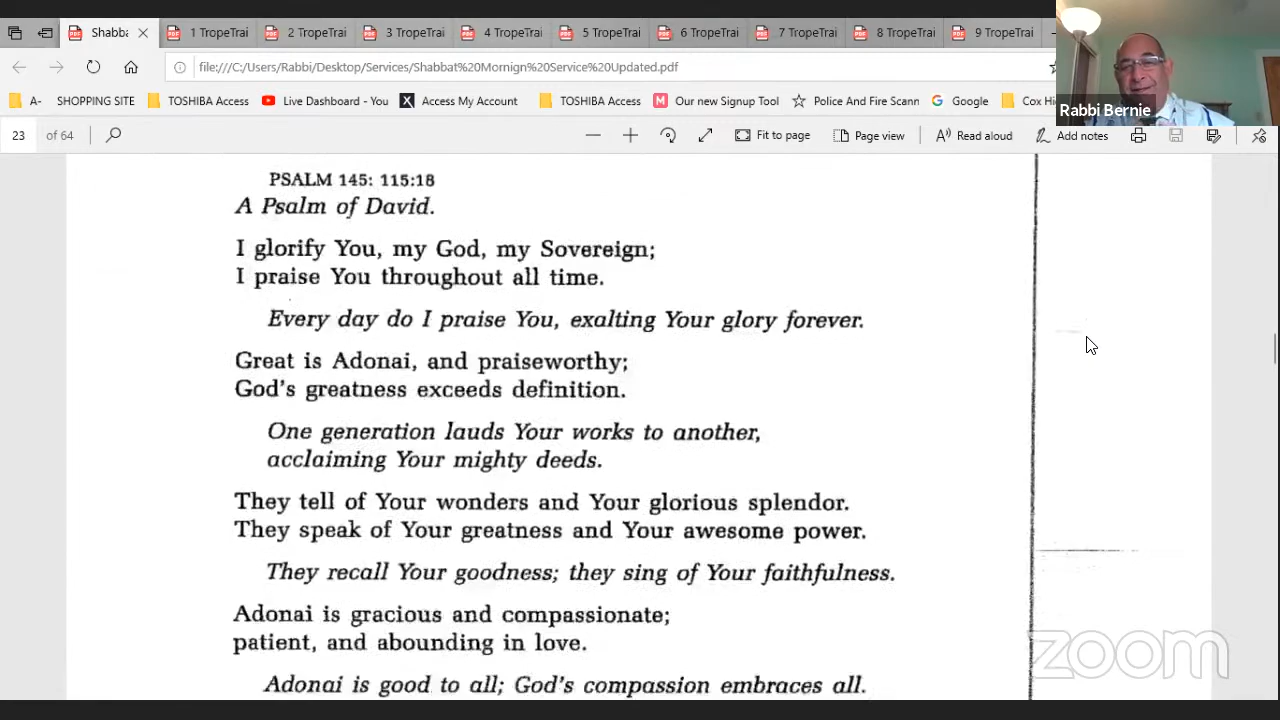 Shabba
1 TropeTrai
2 TropeTrai
3 TropeTrai
4 TropeTrai
5 TropeTrai
6 TropeTrai
7 TropeTrai
8 TropeTrai
9 TropeTrai
file:///C:/Users/Rabbi/Desktop/Services/Shabbat%20Mornign%20Service%20Updated.pdf
A- SHOPPING SITE TOSHIBA Access Live Dashboard - You Access My Account TOSHIBA Access Our new Signup Tool Police And Fire Scann Google Cox Hi
Rabbi Bernie
23 of 64 Fit to page Page view Read aloud Add notes
PSALM 145: 115:18
A Psalm of David.
I glorify You, my God, my Sovereign;
I praise You throughout all time.
Every day do I praise You, exalting Your glory forever.
Great is Adonai, and praiseworthy;
God's greatness exceeds definition.
One generation lauds Your works to another,
acclaiming Your mighty deeds.
They tell of Your wonders and Your glorious splendor.
They speak of Your greatness and Your awesome power.
They recall Your goodness; they sing of Your faithfulness.
Adonai is gracious and compassionate;
patient, and abounding in love.
Adonai is good to all; God's compassion embraces all.
zoom